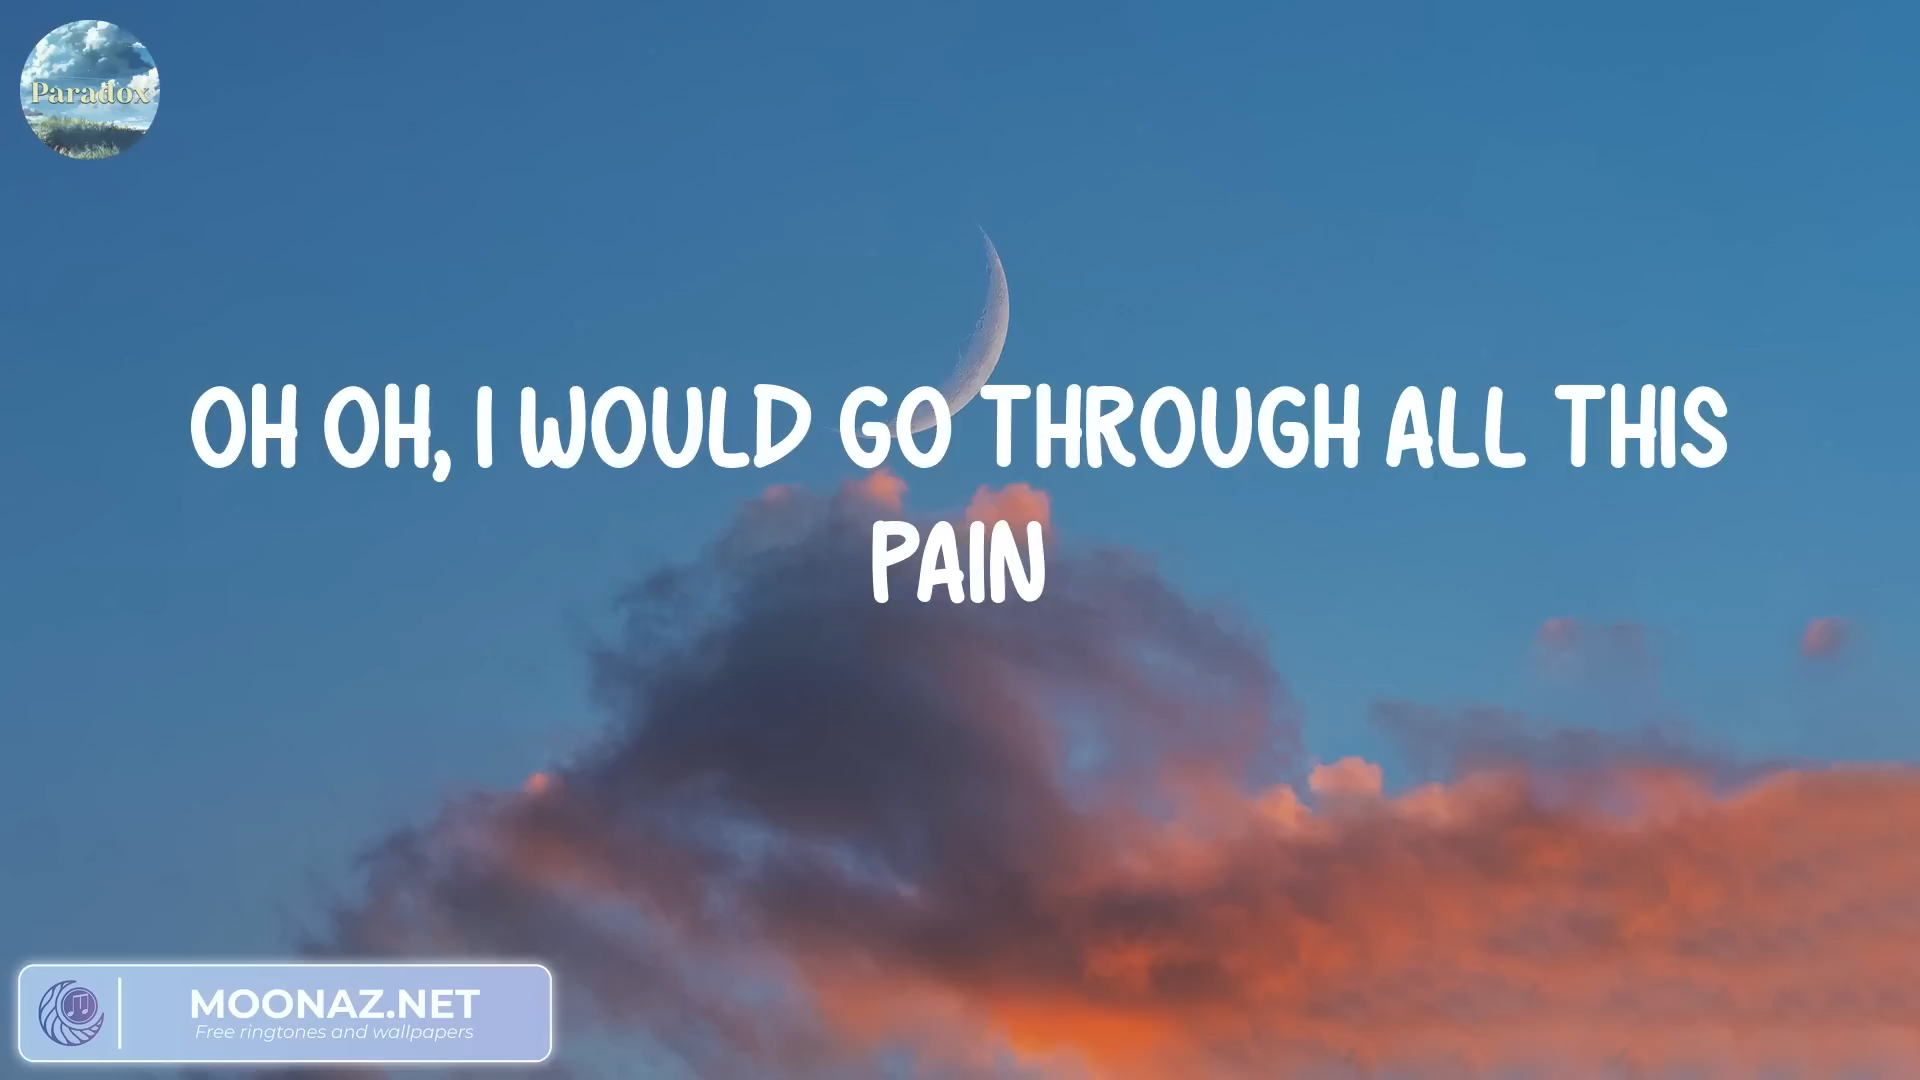 Paradox
OH OH, I WOULD GO THROUGH ALL THIS
PAIN
MOONAZ.NET
Free ringtones and wallpapers